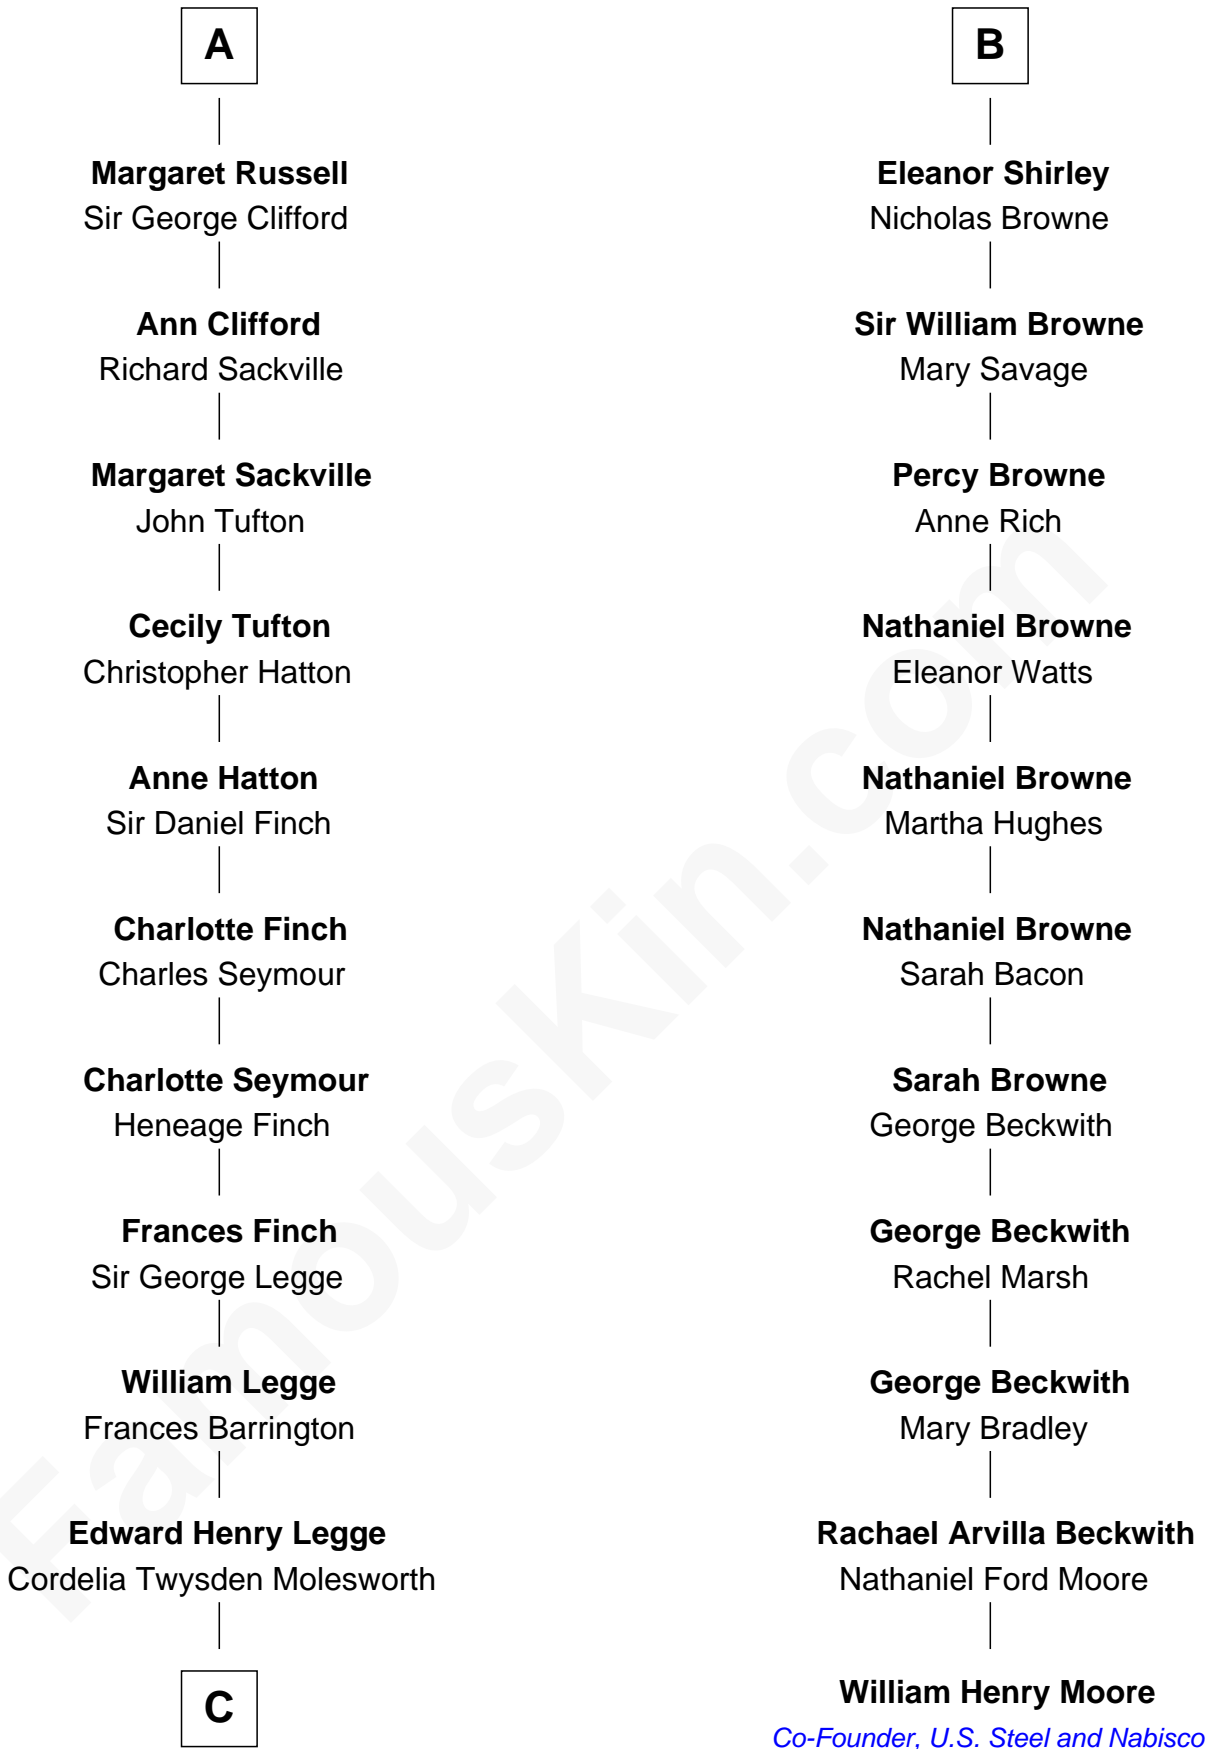 A
Margaret Russell
Sir George Clifford
Ann Clifford
Richard Sackville
Margaret Sackville
John Tufton
Cecily Tufton
Christopher Hatton
Anne Hatton
Sir Daniel Finch
Charlotte Finch
Charles Seymour
Charlotte Seymour
Heneage Finch
Frances Finch
Sir George Legge
William Legge
Frances Barrington
Edward Henry Legge
Cordelia Twysden Molesworth
C
B
Eleanor Shirley
Nicholas Browne
Sir William Browne
Mary Savage
Percy Browne
Anne Rich
Nathaniel Browne
Eleanor Watts
Nathaniel Browne
Martha Hughes
Nathaniel Browne
Sarah Bacon
Sarah Browne
George Beckwith
George Beckwith
Rachel Marsh
George Beckwith
Mary Bradley
Rachael Arvilla Beckwith
Nathaniel Ford Moore
William Henry Moore
Co-Founder, U.S. Steel and Nabisco
FamousKin.com